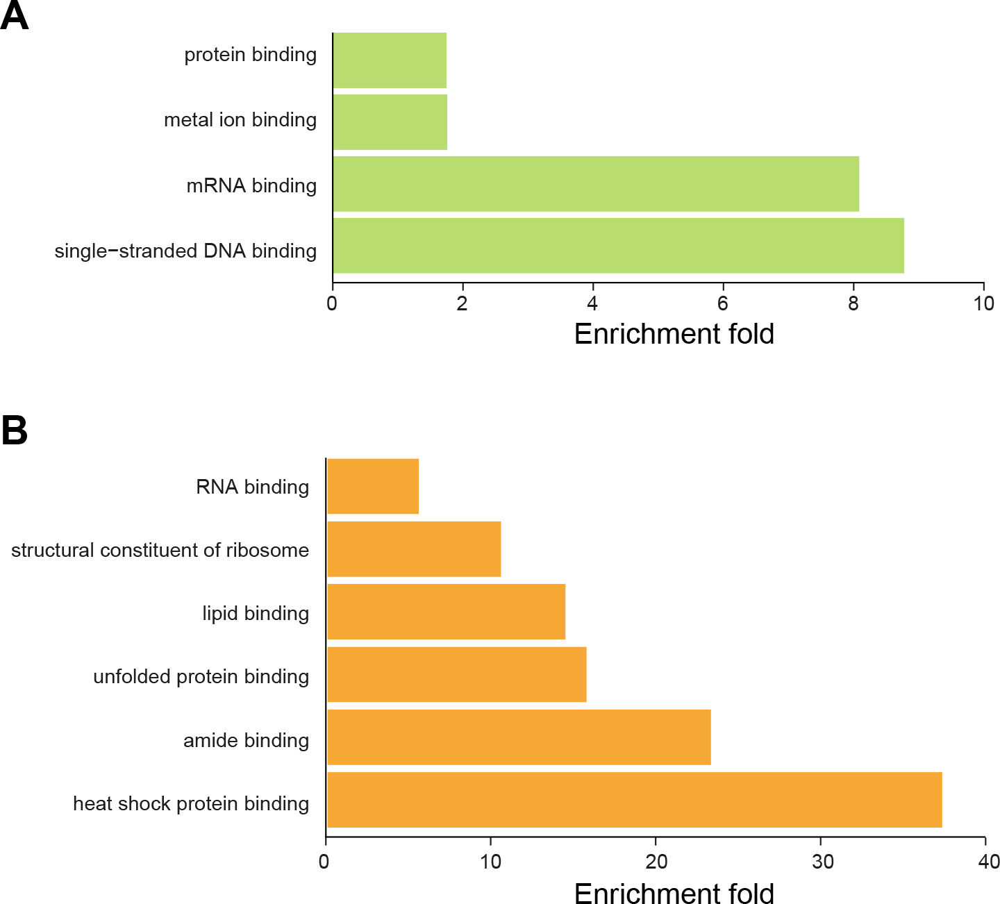 A
protein binding
metal ion binding
mRNA binding
single−stranded DNA binding
0 2 4 6 8 10
Enrichment fold
B
RNA binding
structural constituent of ribosome
lipid binding
unfolded protein binding
amide binding
heat shock protein binding
0 10 20 30 40
Enrichment fold